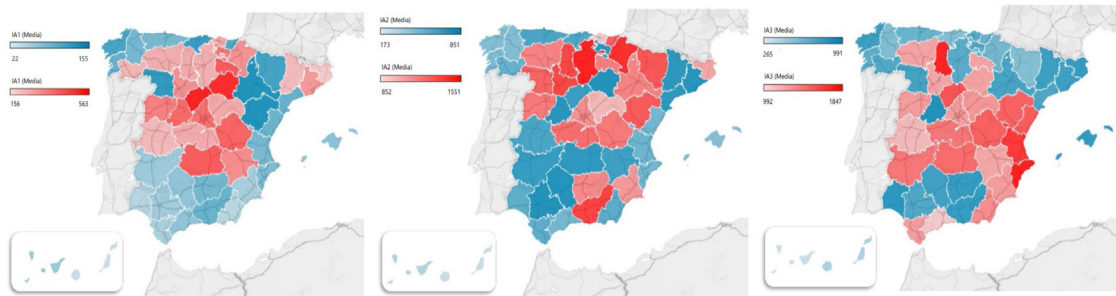 IA1 (Media)
22 155
IA1 (Media)
156 563
IA2 (Media)
173 851
IA2 (Media)
852 1551
IA3 (Media)
265 991
IA3 (Media)
992 1847